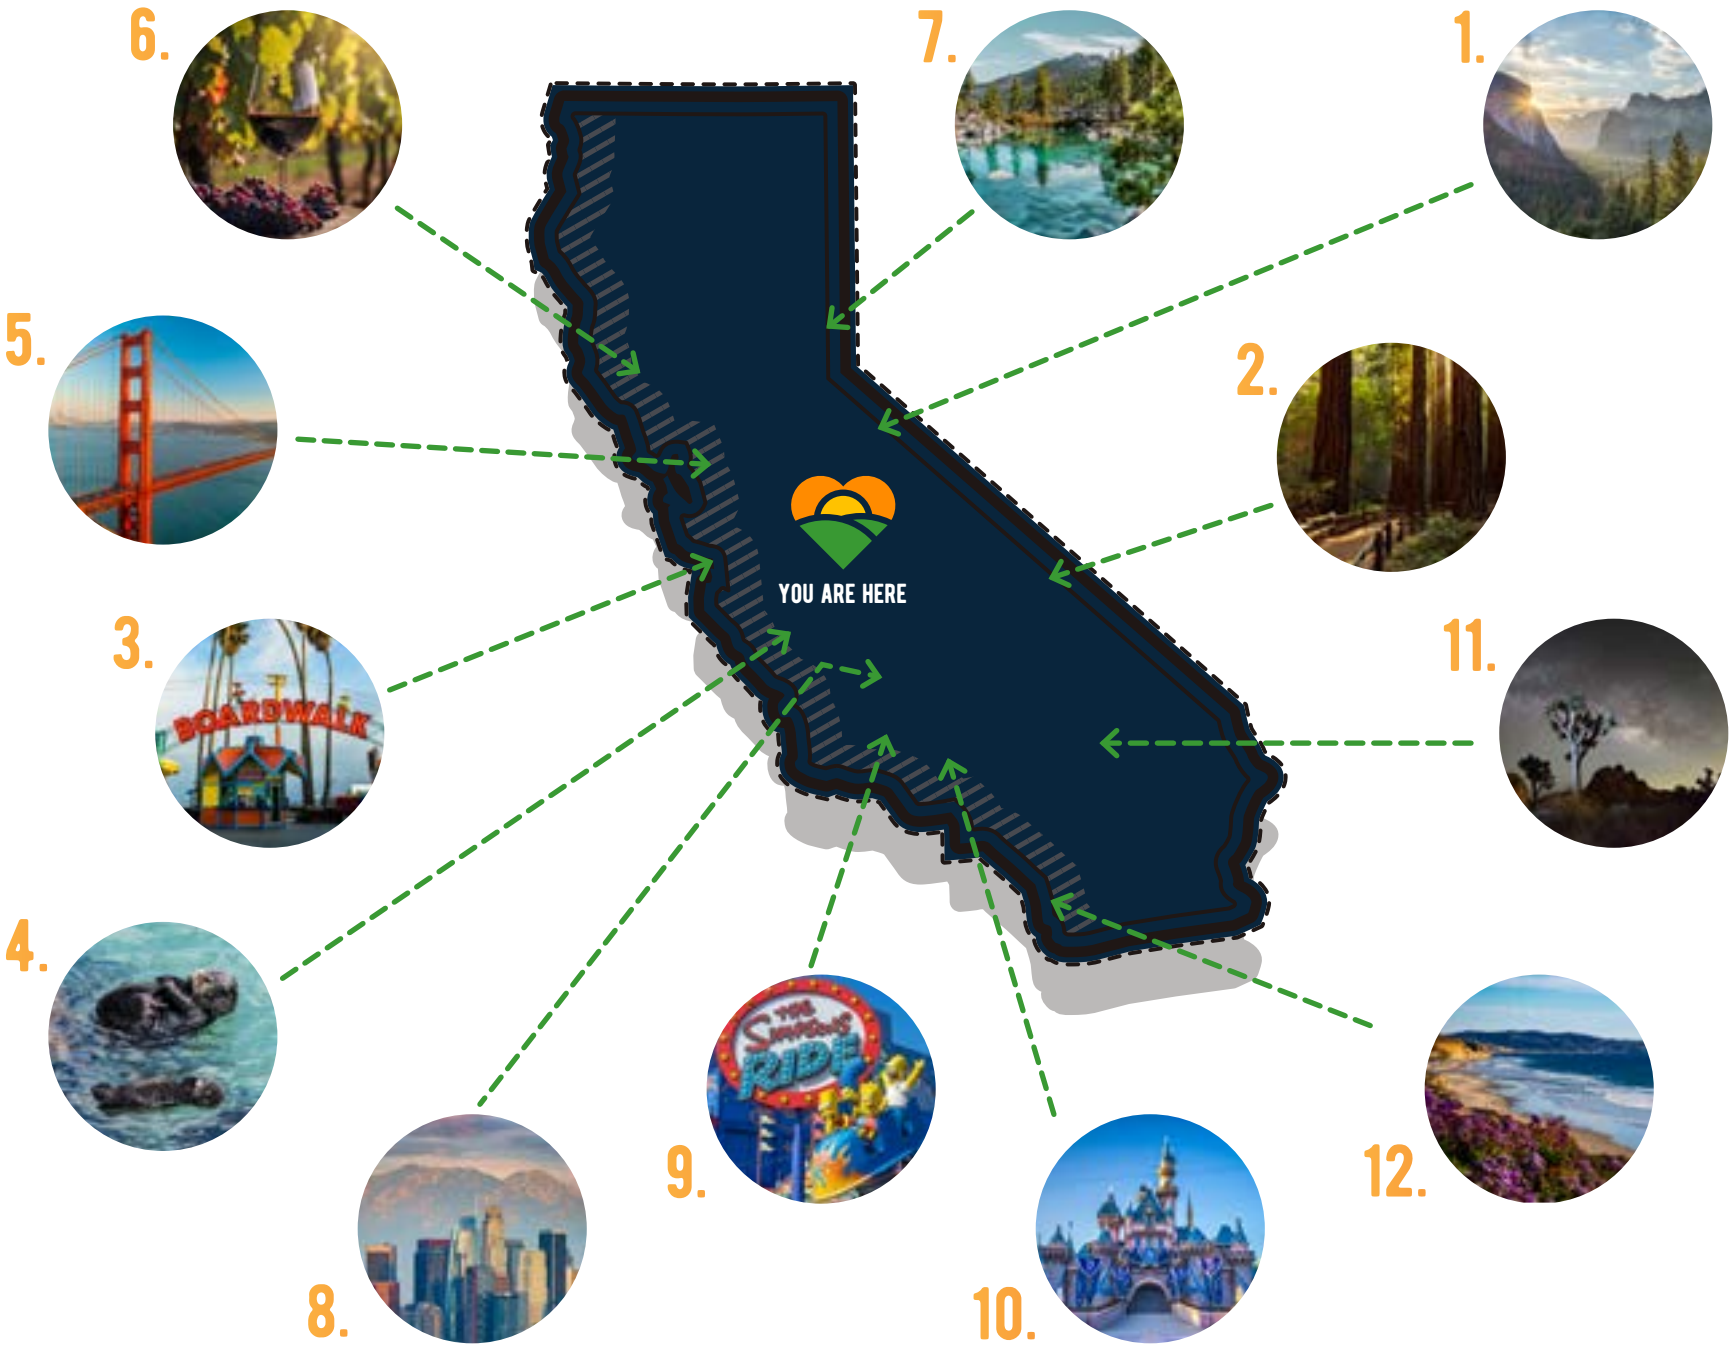 6.
7.
1.
5.
2.
YOU ARE HERE
3.
BOARDWALK
11.
4.
THE
SIMPSONS
RIDE
9.
12.
8.
10.